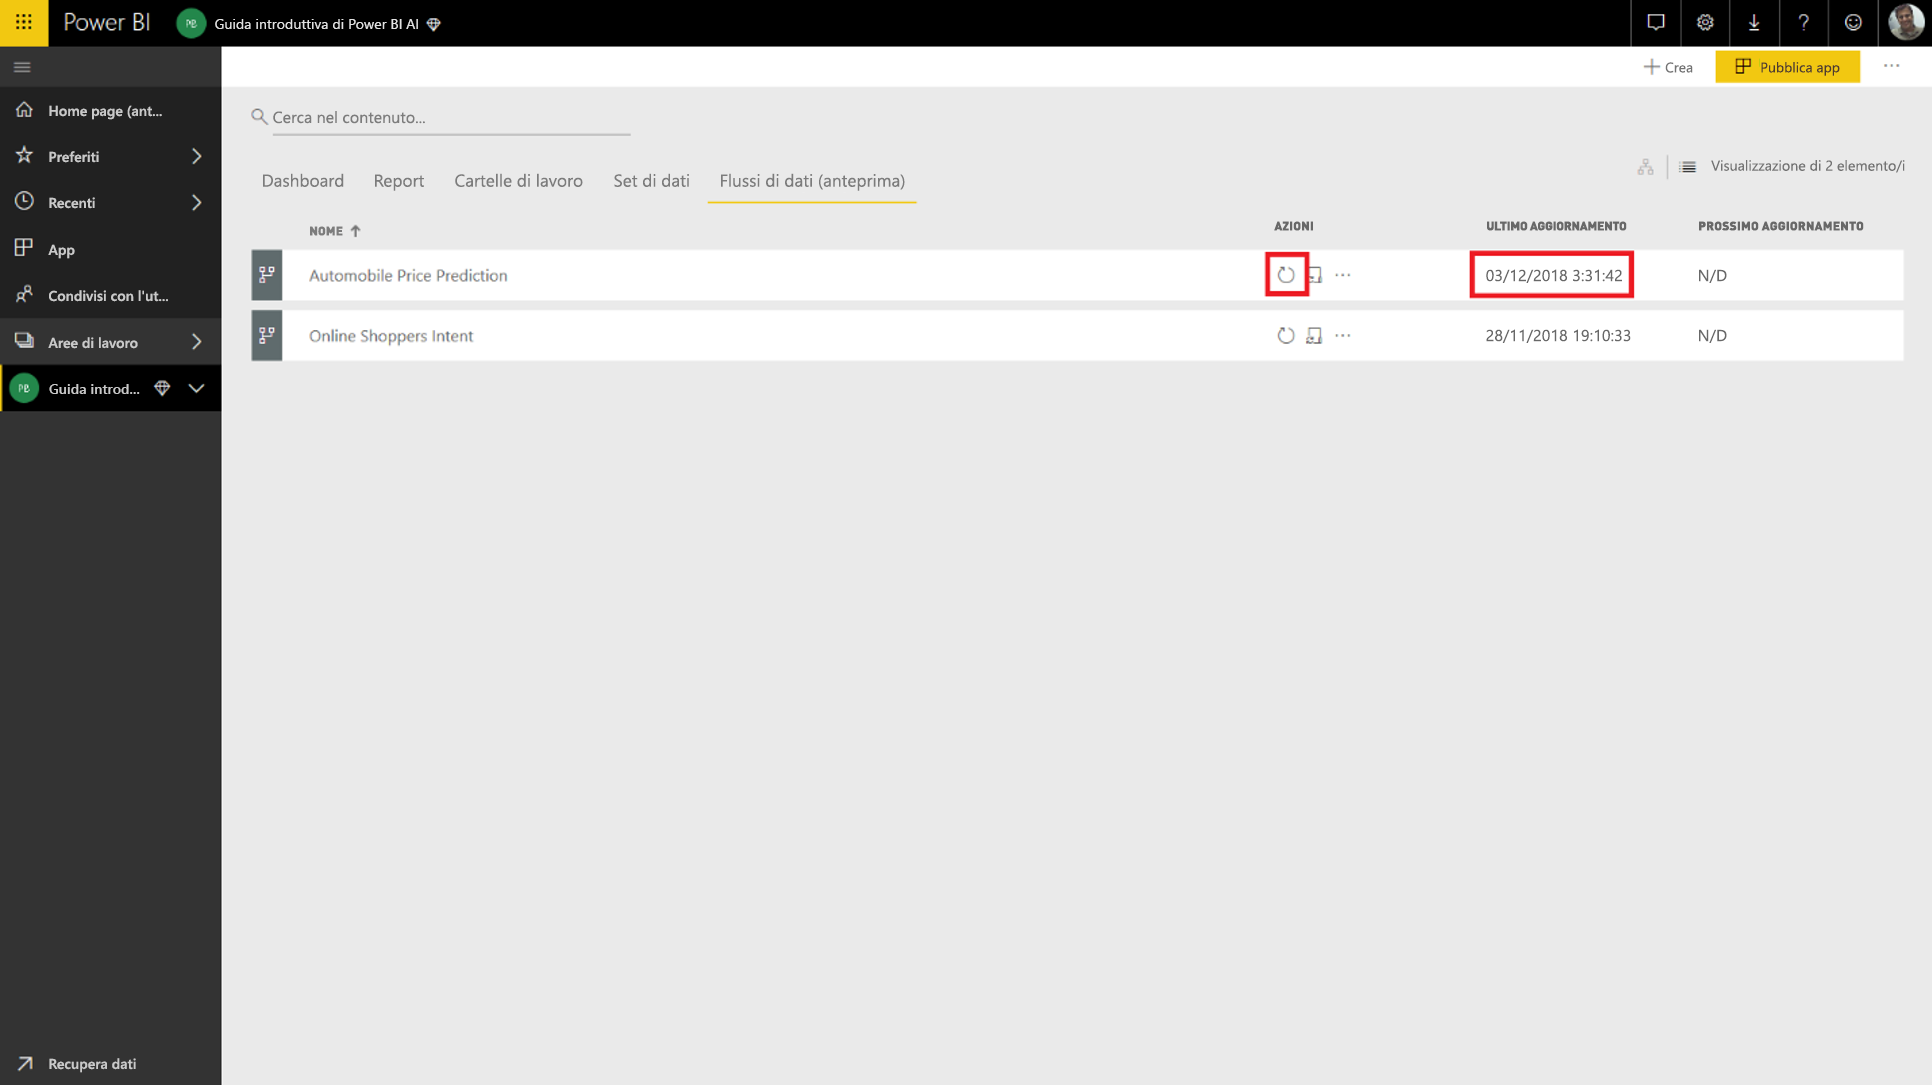 Power BI
PB
Guida introduttiva di Power BI AI
Crea
Pubblica app
Home page (ant...
Cerca nel contenuto...
Preferiti
Visualizzazione di 2 elemento/i
Dashboard Report Cartelle di lavoro Set di dati Flussi di dati (anteprima)
Recenti
NOME AZIONI ULTIMO AGGIORNAMENTO PROSSIMO AGGIORNAMENTO
App
Automobile Price Prediction 03/12/2018 3:31:42 N/D
Condivisi con l'ut...
Online Shoppers Intent 28/11/2018 19:10:33 N/D
Aree di lavoro
PB Guida introd...
Recupera dati